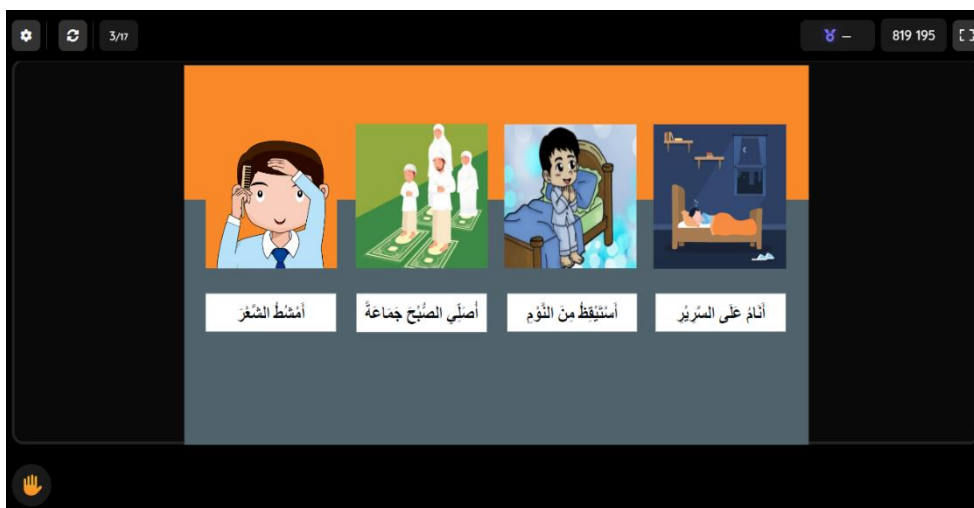 3/17
819 195
أَنَامُ عَلَى السَّرِيْرِ
أَسْتَيْقِظُ مِنَ النَّوْمِ
أُصَلِّي الصُّبْحَ جَمَاعَةً
أَمْشُطُ الشَّعْرَ